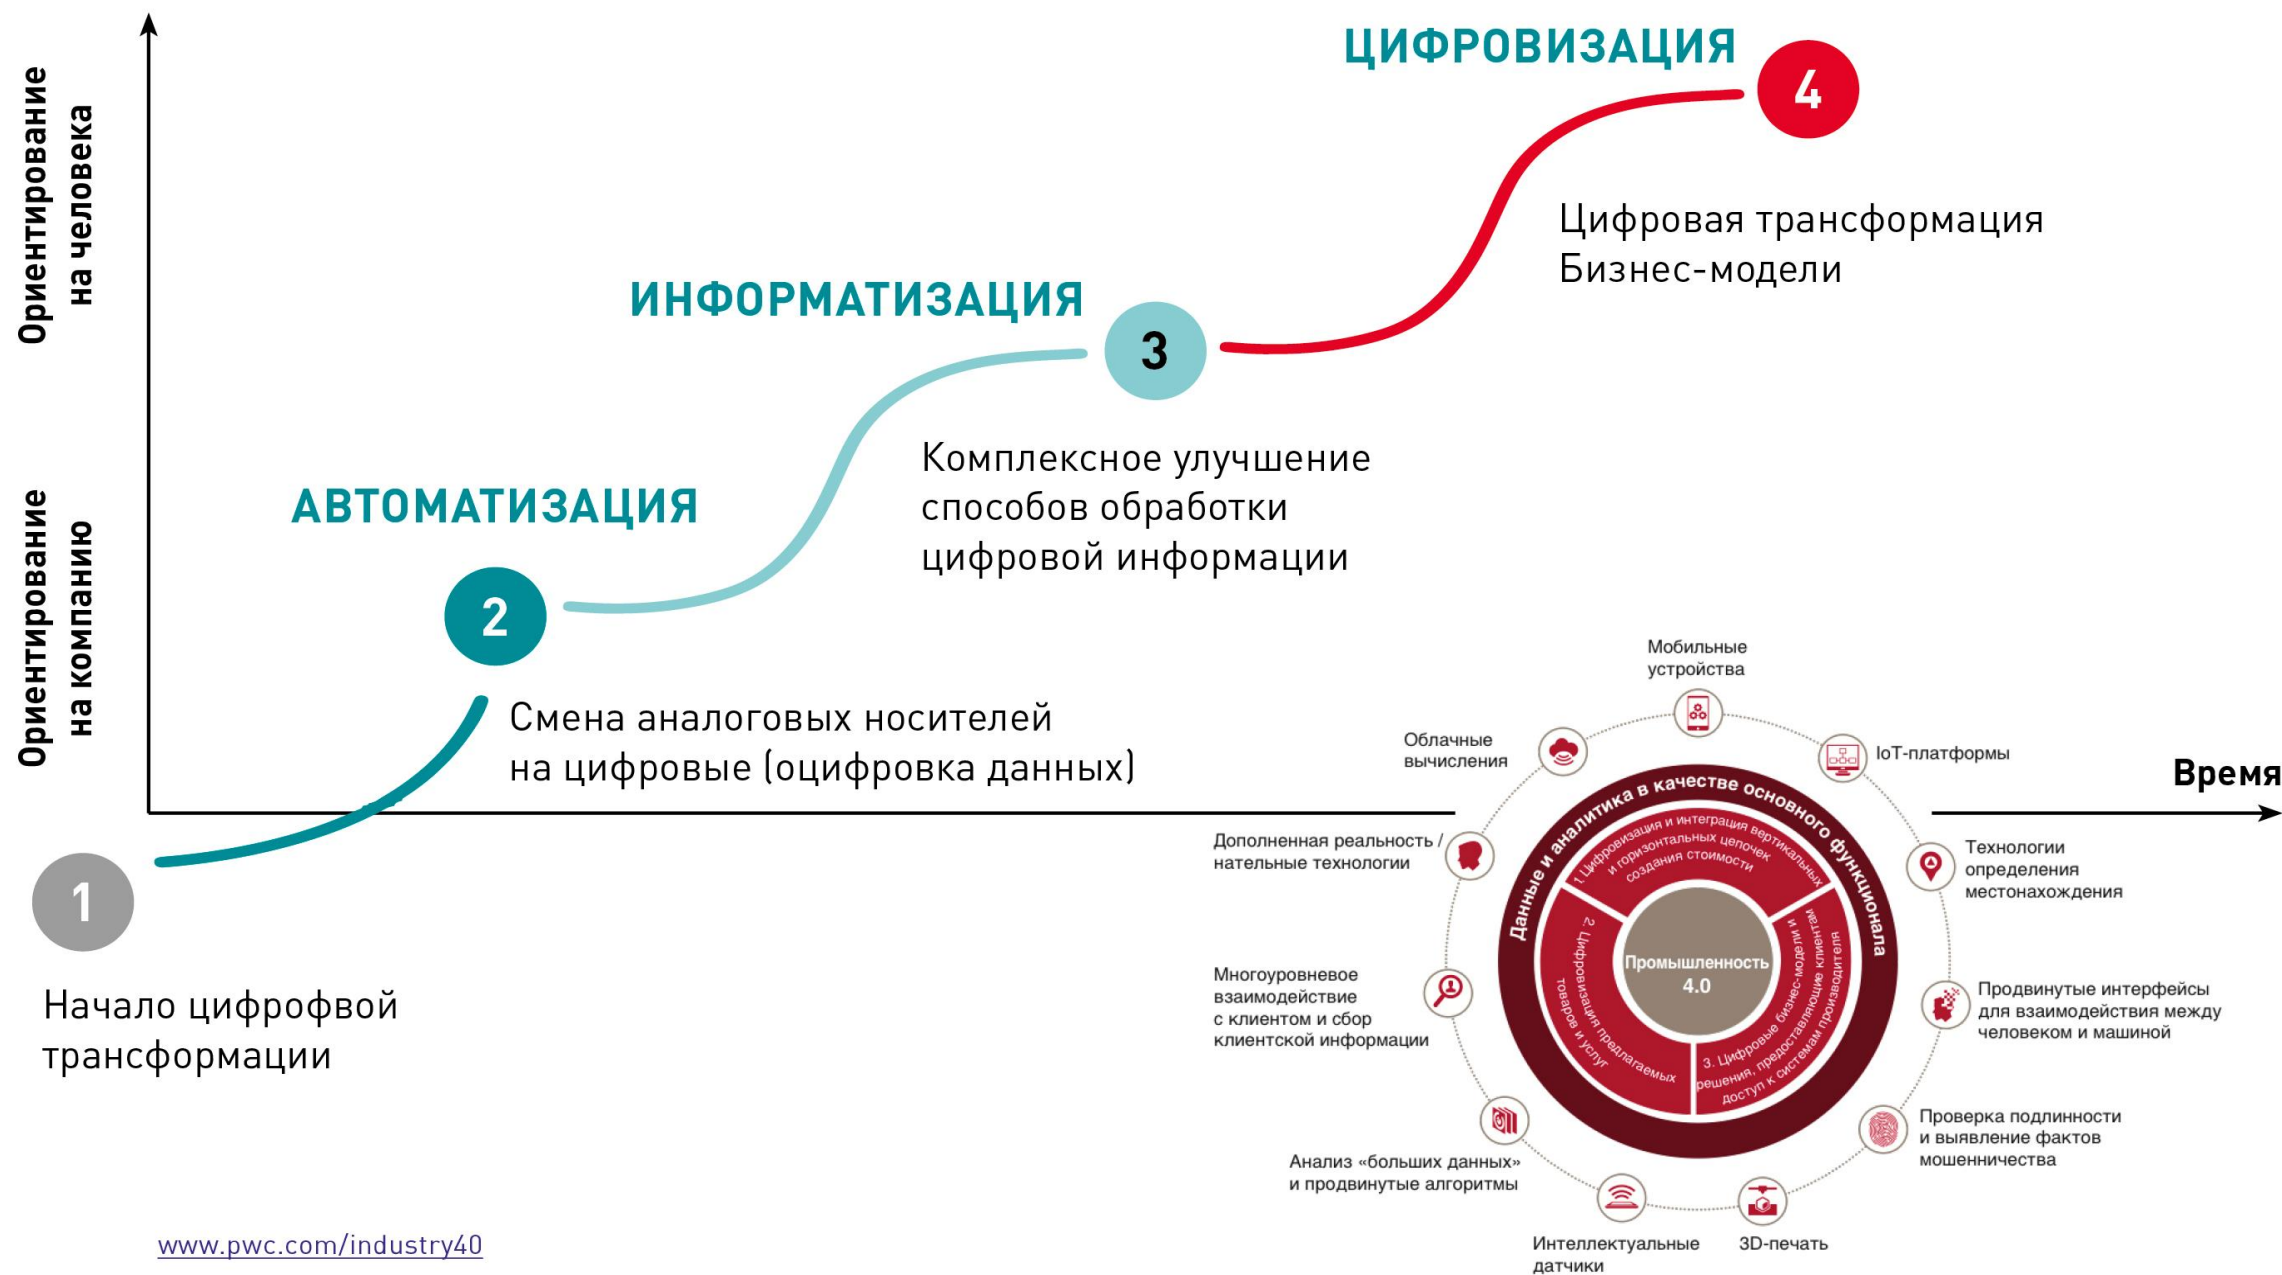 ЦИФРОВИЗАЦИЯ
4
Ориентирование
на человека
Цифровая трансформация
Бизнес-модели
ИНФОРМАТИЗАЦИЯ
3
Комплексное улучшение
способов обработки
цифровой информации
АВТОМАТИЗАЦИЯ
2
Ориентирование
на компанию
Смена аналоговых носителей
на цифровые (оцифровка данных)
Время
1
Начало цифрофвой
трансформации
Мобильные
устройства
Облачные
вычисления
IoT-платформы
Дополненная реальность /
нательные технологии
Технологии
определения
местонахождения
Многоуровневое
взаимодействие
с клиентом и сбор
клиентской информации
Продвинутые интерфейсы
для взаимодействия между
человеком и машиной
Анализ «больших данных»
и продвинутые алгоритмы
Проверка подлинности
и выявление фактов
мошенничества
Интеллектуальные
датчики
3D-печать
Данные и аналитика в качестве основного функционала
1. Цифровизация и интеграция вертикальных
и горизонтальных цепочек
создания стоимости
2. Цифровизация предлагаемых
товаров и услуг
3. Цифровые бизнес-модели и
решения, предоставляющие клиентам
доступ к системам производителя
Промышленность
4.0
www.pwc.com/industry40